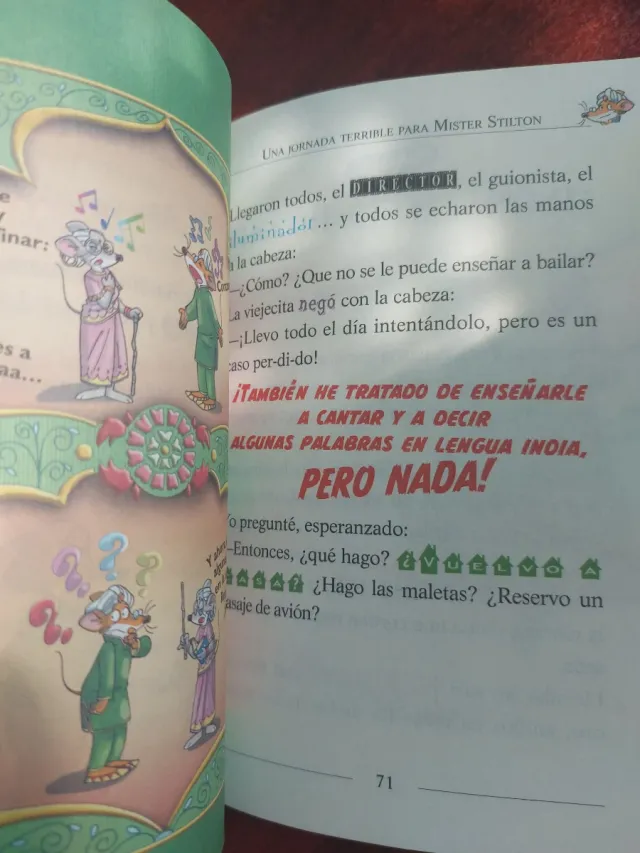 inar:
Y
UNA JORNADA TERRIBLE PARA MISTER STILTON
Llegaron todos, el DIRECTOR, el guionista, el
iluminador... y todos se echaron las manos
a la cabeza:
—¿Cómo? ¿Que no se le puede enseñar a bailar?
La viejecita negó con la cabeza:
—¡Llevo todo el día intentándolo, pero es un
caso per-di-do!
¡TAMBIÉN HE TRATADO DE ENSEÑARLE
A CANTAR Y A DECIR
ALGUNAS PALABRAS EN LENGUA INDIA,
PERO NADA!
Yo pregunté, esperanzado:
—Entonces, ¿qué hago? ¿VUELVO A
CASA? ¿Hago las maletas? ¿Reservo un
pasaje de avión?
71